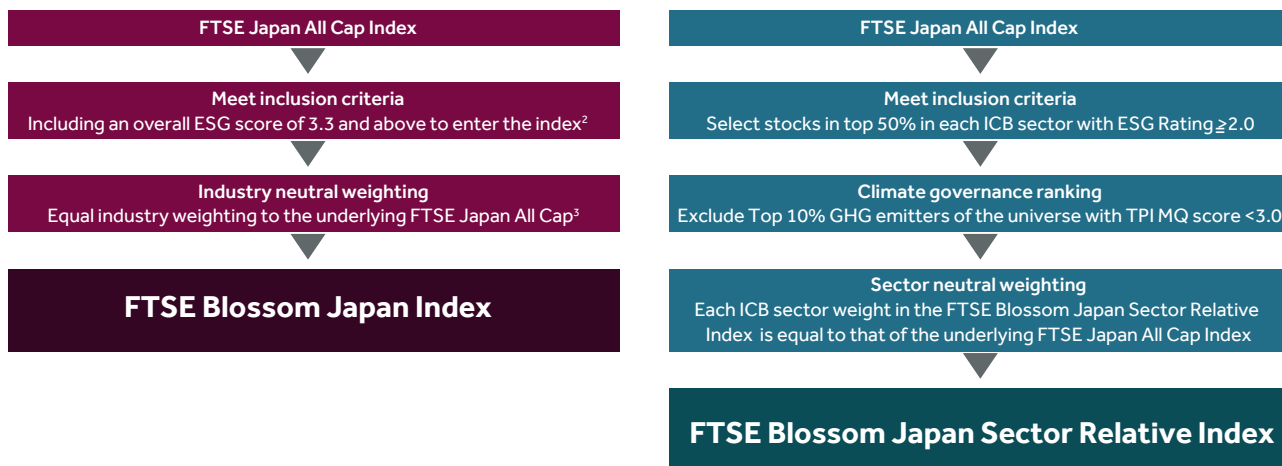 FTSE Japan All Cap Index
Meet inclusion criteria
Including an overall ESG score of 3.3 and above to enter the index²
Industry neutral weighting
Equal industry weighting to the underlying FTSE Japan All Cap³
FTSE Blossom Japan Index
FTSE Japan All Cap Index
Meet inclusion criteria
Select stocks in top 50% in each ICB sector with ESG Rating ≥2.0
Climate governance ranking
Exclude Top 10% GHG emitters of the universe with TPI MQ score <3.0
Sector neutral weighting
Each ICB sector weight in the FTSE Blossom Japan Sector Relative
Index is equal to that of the underlying FTSE Japan All Cap Index
FTSE Blossom Japan Sector Relative Index